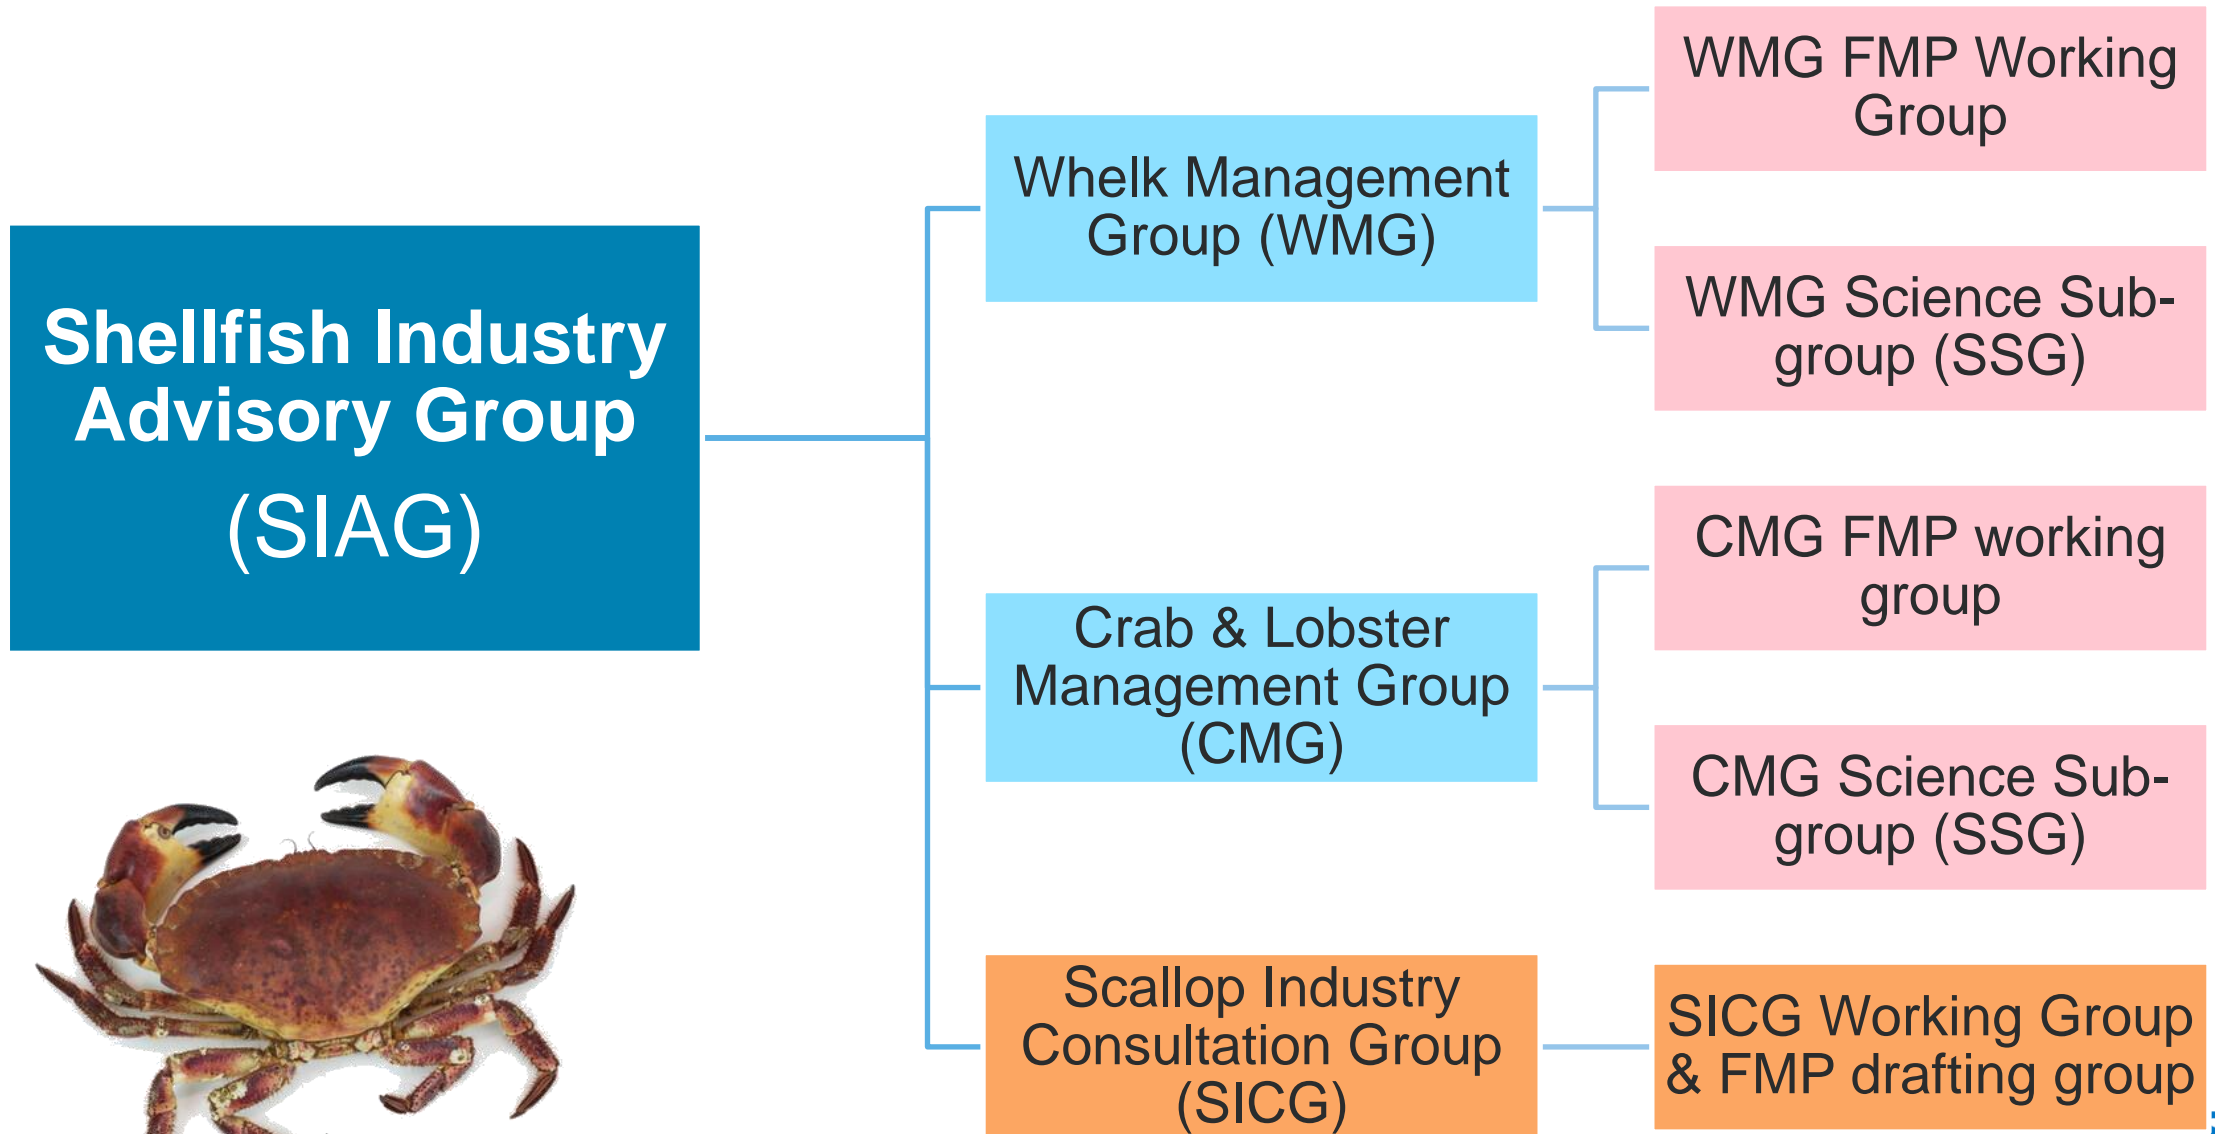 Shellfish Industry
Advisory Group
(SIAG)
Whelk Management
Group (WMG)
WMG FMP Working
Group
WMG Science Sub-
group (SSG)
Crab & Lobster
Management Group
(CMG)
CMG FMP working
group
CMG Science Sub-
group (SSG)
Scallop Industry
Consultation Group
(SICG)
SICG Working Group
& FMP drafting group